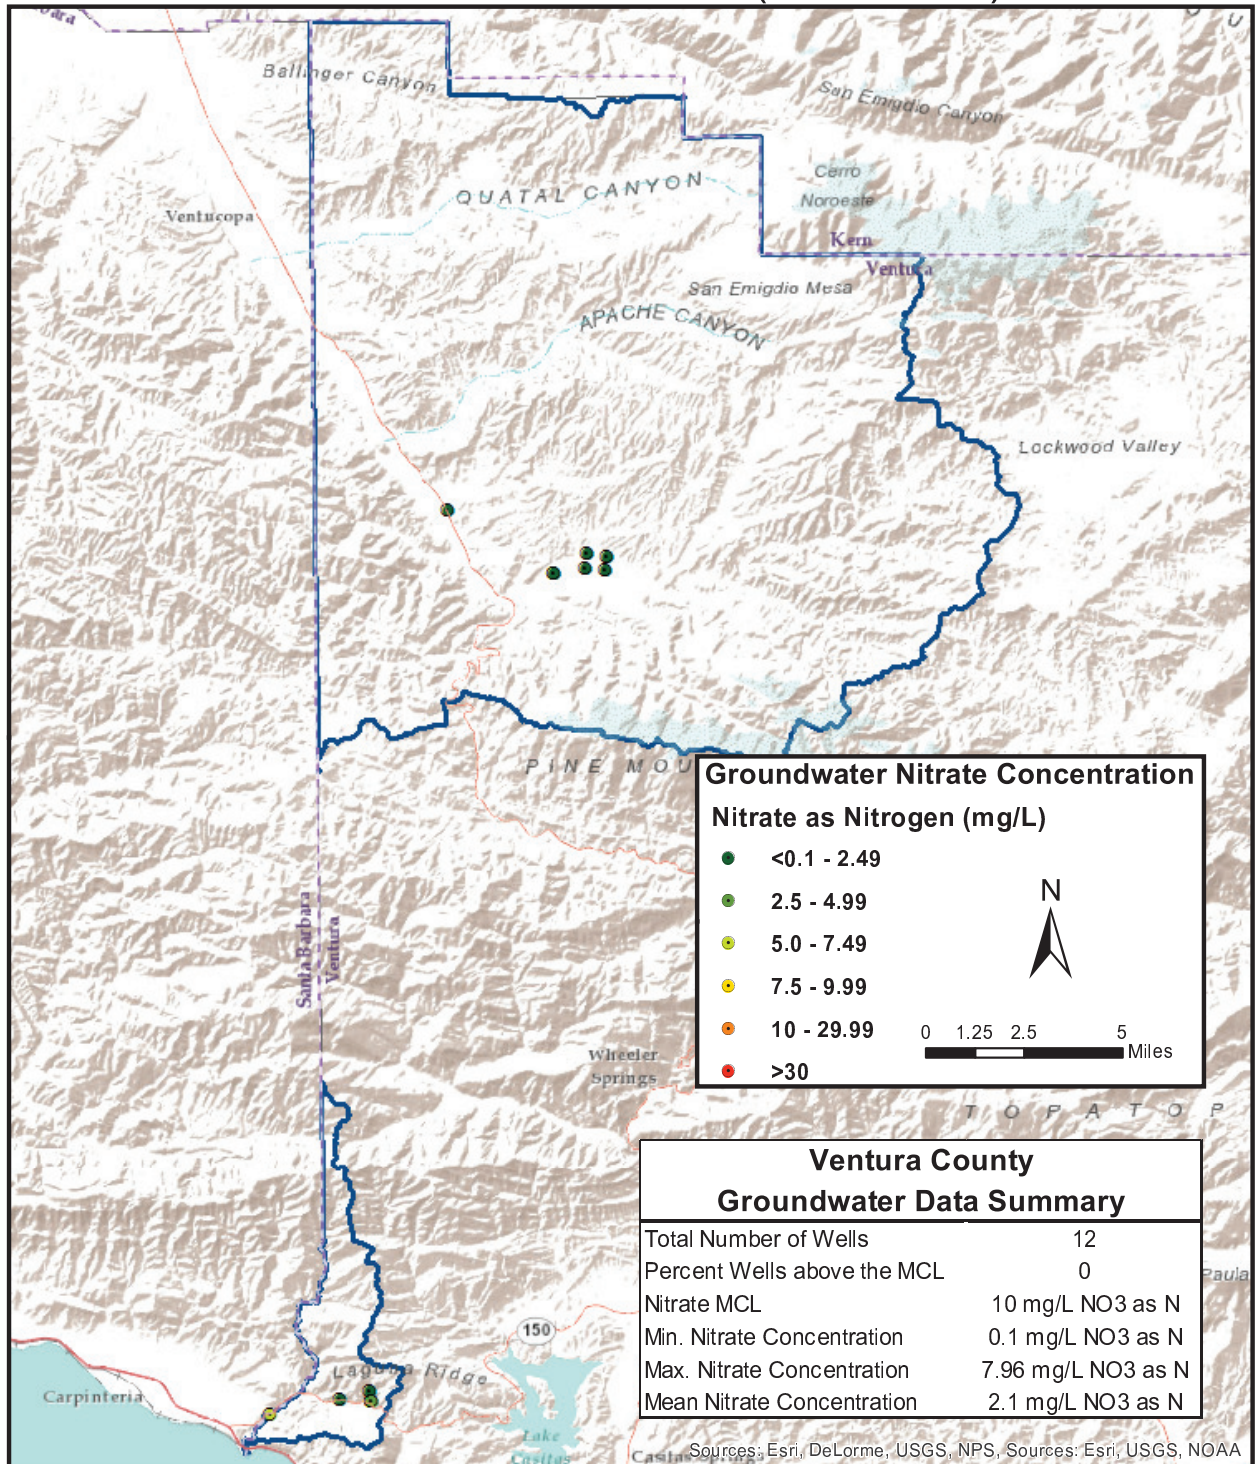 Ballinger Canyon
San Emigdio Canyon
Cerro
Noroeste
QUATAL CANYON
Ventucopa
Kern
Ventura
San Emigdio Mesa
APACHE CANYON
Lockwood Valley
PINE MOU
Groundwater Nitrate Concentration
Nitrate as Nitrogen (mg/L)
<0.1 - 2.49
2.5 - 4.99
5.0 - 7.49
7.5 - 9.99
10 - 29.99
>30
N
0 1.25 2.5 5
Miles
Santa Barbara
Ventura
Wheeler
Springs
TOPATOP
Ventura County
Groundwater Data Summary
Total Number of Wells 12
Percent Wells above the MCL 0
Nitrate MCL 10 mg/L NO3 as N
Min. Nitrate Concentration 0.1 mg/L NO3 as N
Max. Nitrate Concentration 7.96 mg/L NO3 as N
Mean Nitrate Concentration 2.1 mg/L NO3 as N
Paula
150
Laguna Ridge
Carpinteria
Lake
Casitas
Casitas Springs
Sources: Esri, DeLorme, USGS, NPS, Sources: Esri, USGS, NOAA